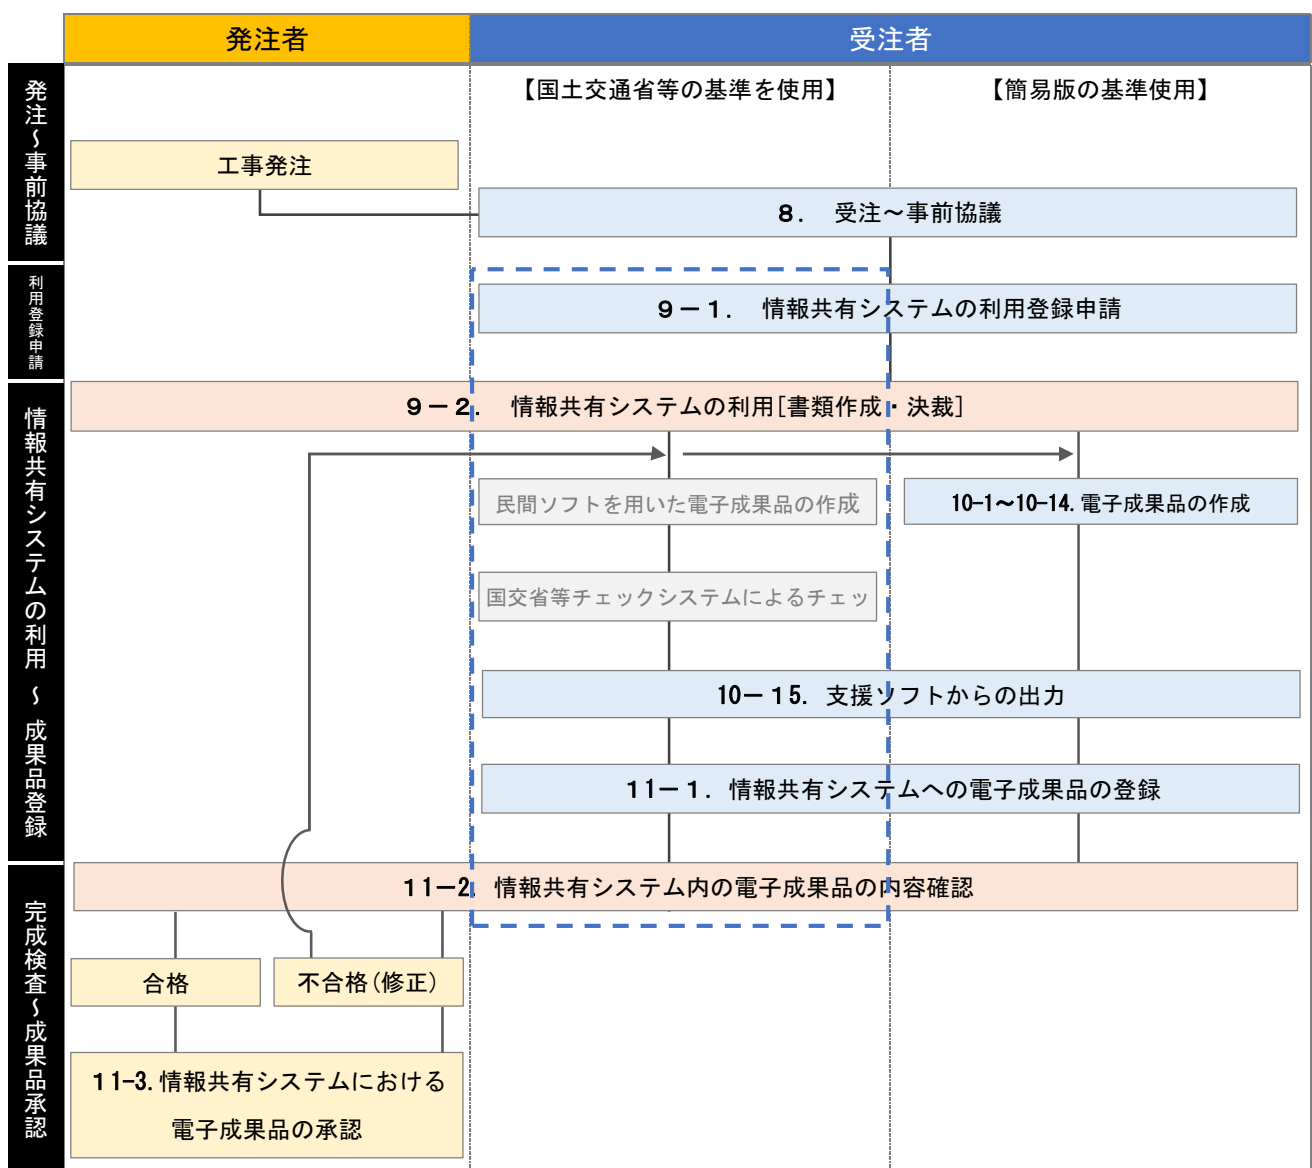 発注者
受注者
発注～事前協議
【国土交通省等の基準を使用】
【簡易版の基準使用】
工事発注
８． 受注～事前協議
利用登録申請
９－１． 情報共有システムの利用登録申請
情報共有システムの利用 ～ 成果品登録
９－２． 情報共有システムの利用[書類作成・決裁]
民間ソフトを用いた電子成果品の作成
10-1～10-14.電子成果品の作成
国交省等チェックシステムによるチェッ
10－１5．支援ソフトからの出力
１1－１．情報共有システムへの電子成果品の登録
完成検査～成果品承認
１1－2．情報共有システム内の電子成果品の内容確認
合格
不合格(修正)
１1-3.情報共有システムにおける
電子成果品の承認